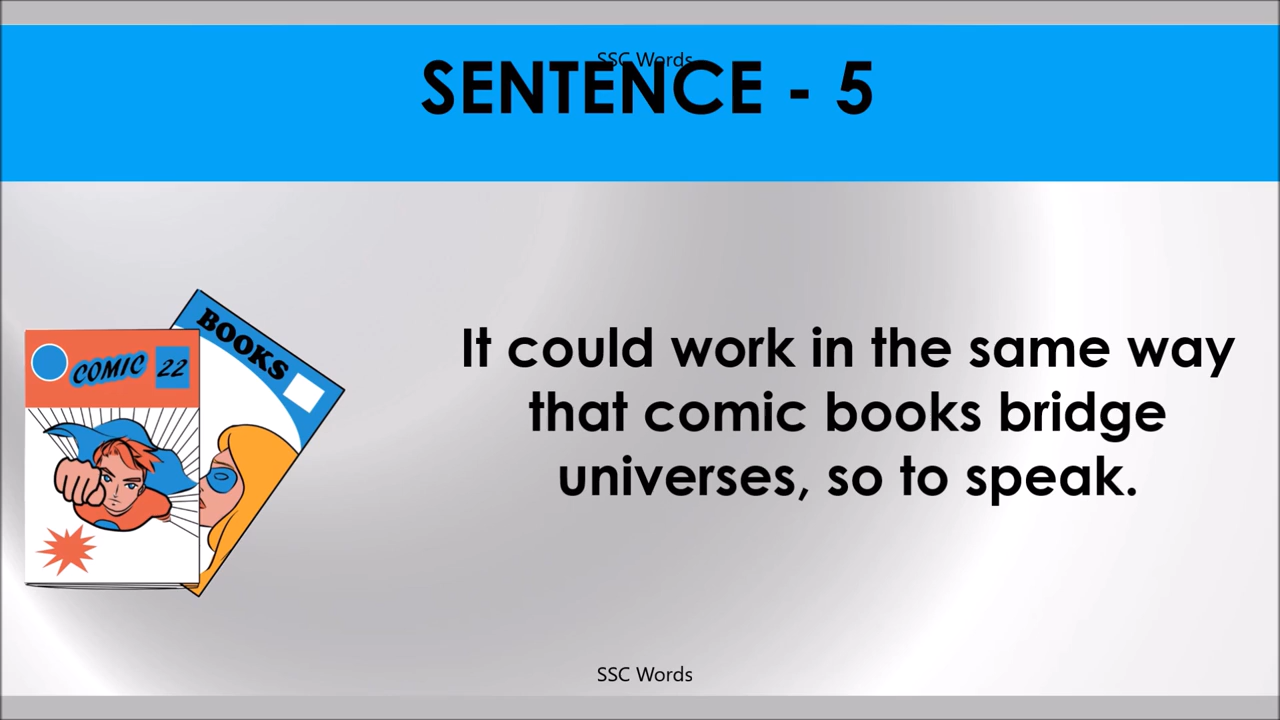 SSC Words
SENTENCE - 5
BOOKS
COMIC 22
It could work in the same way
that comic books bridge
universes, so to speak.
SSC Words